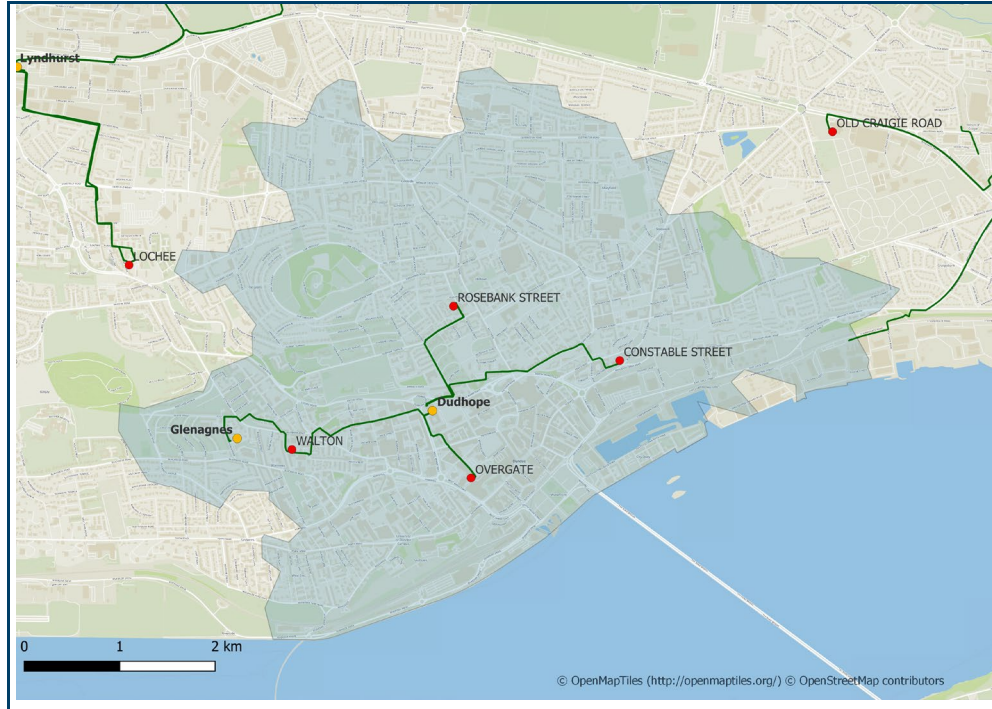 Lyndhurst
OLD CRAIGIE ROAD
LOCHEE
ROSEBANK STREET
CONSTABLE STREET
Dudhope
Glenagnes
WALTON
OVERGATE
0 1 2 km
© OpenMapTiles (http://openmaptiles.org/) © OpenStreetMap contributors